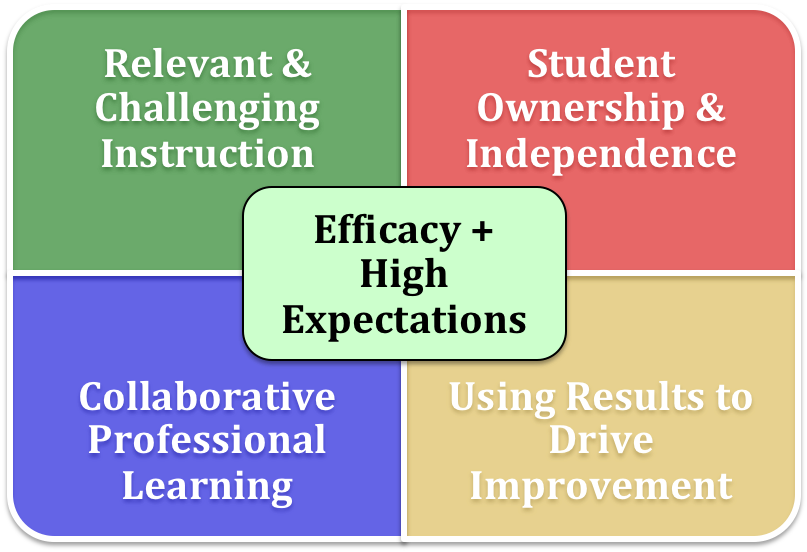 Relevant &
Challenging
Instruction
Student
Ownership &
Independence
Efficacy +
High
Expectations
Collaborative
Professional
Learning
Using Results to
Drive
Improvement